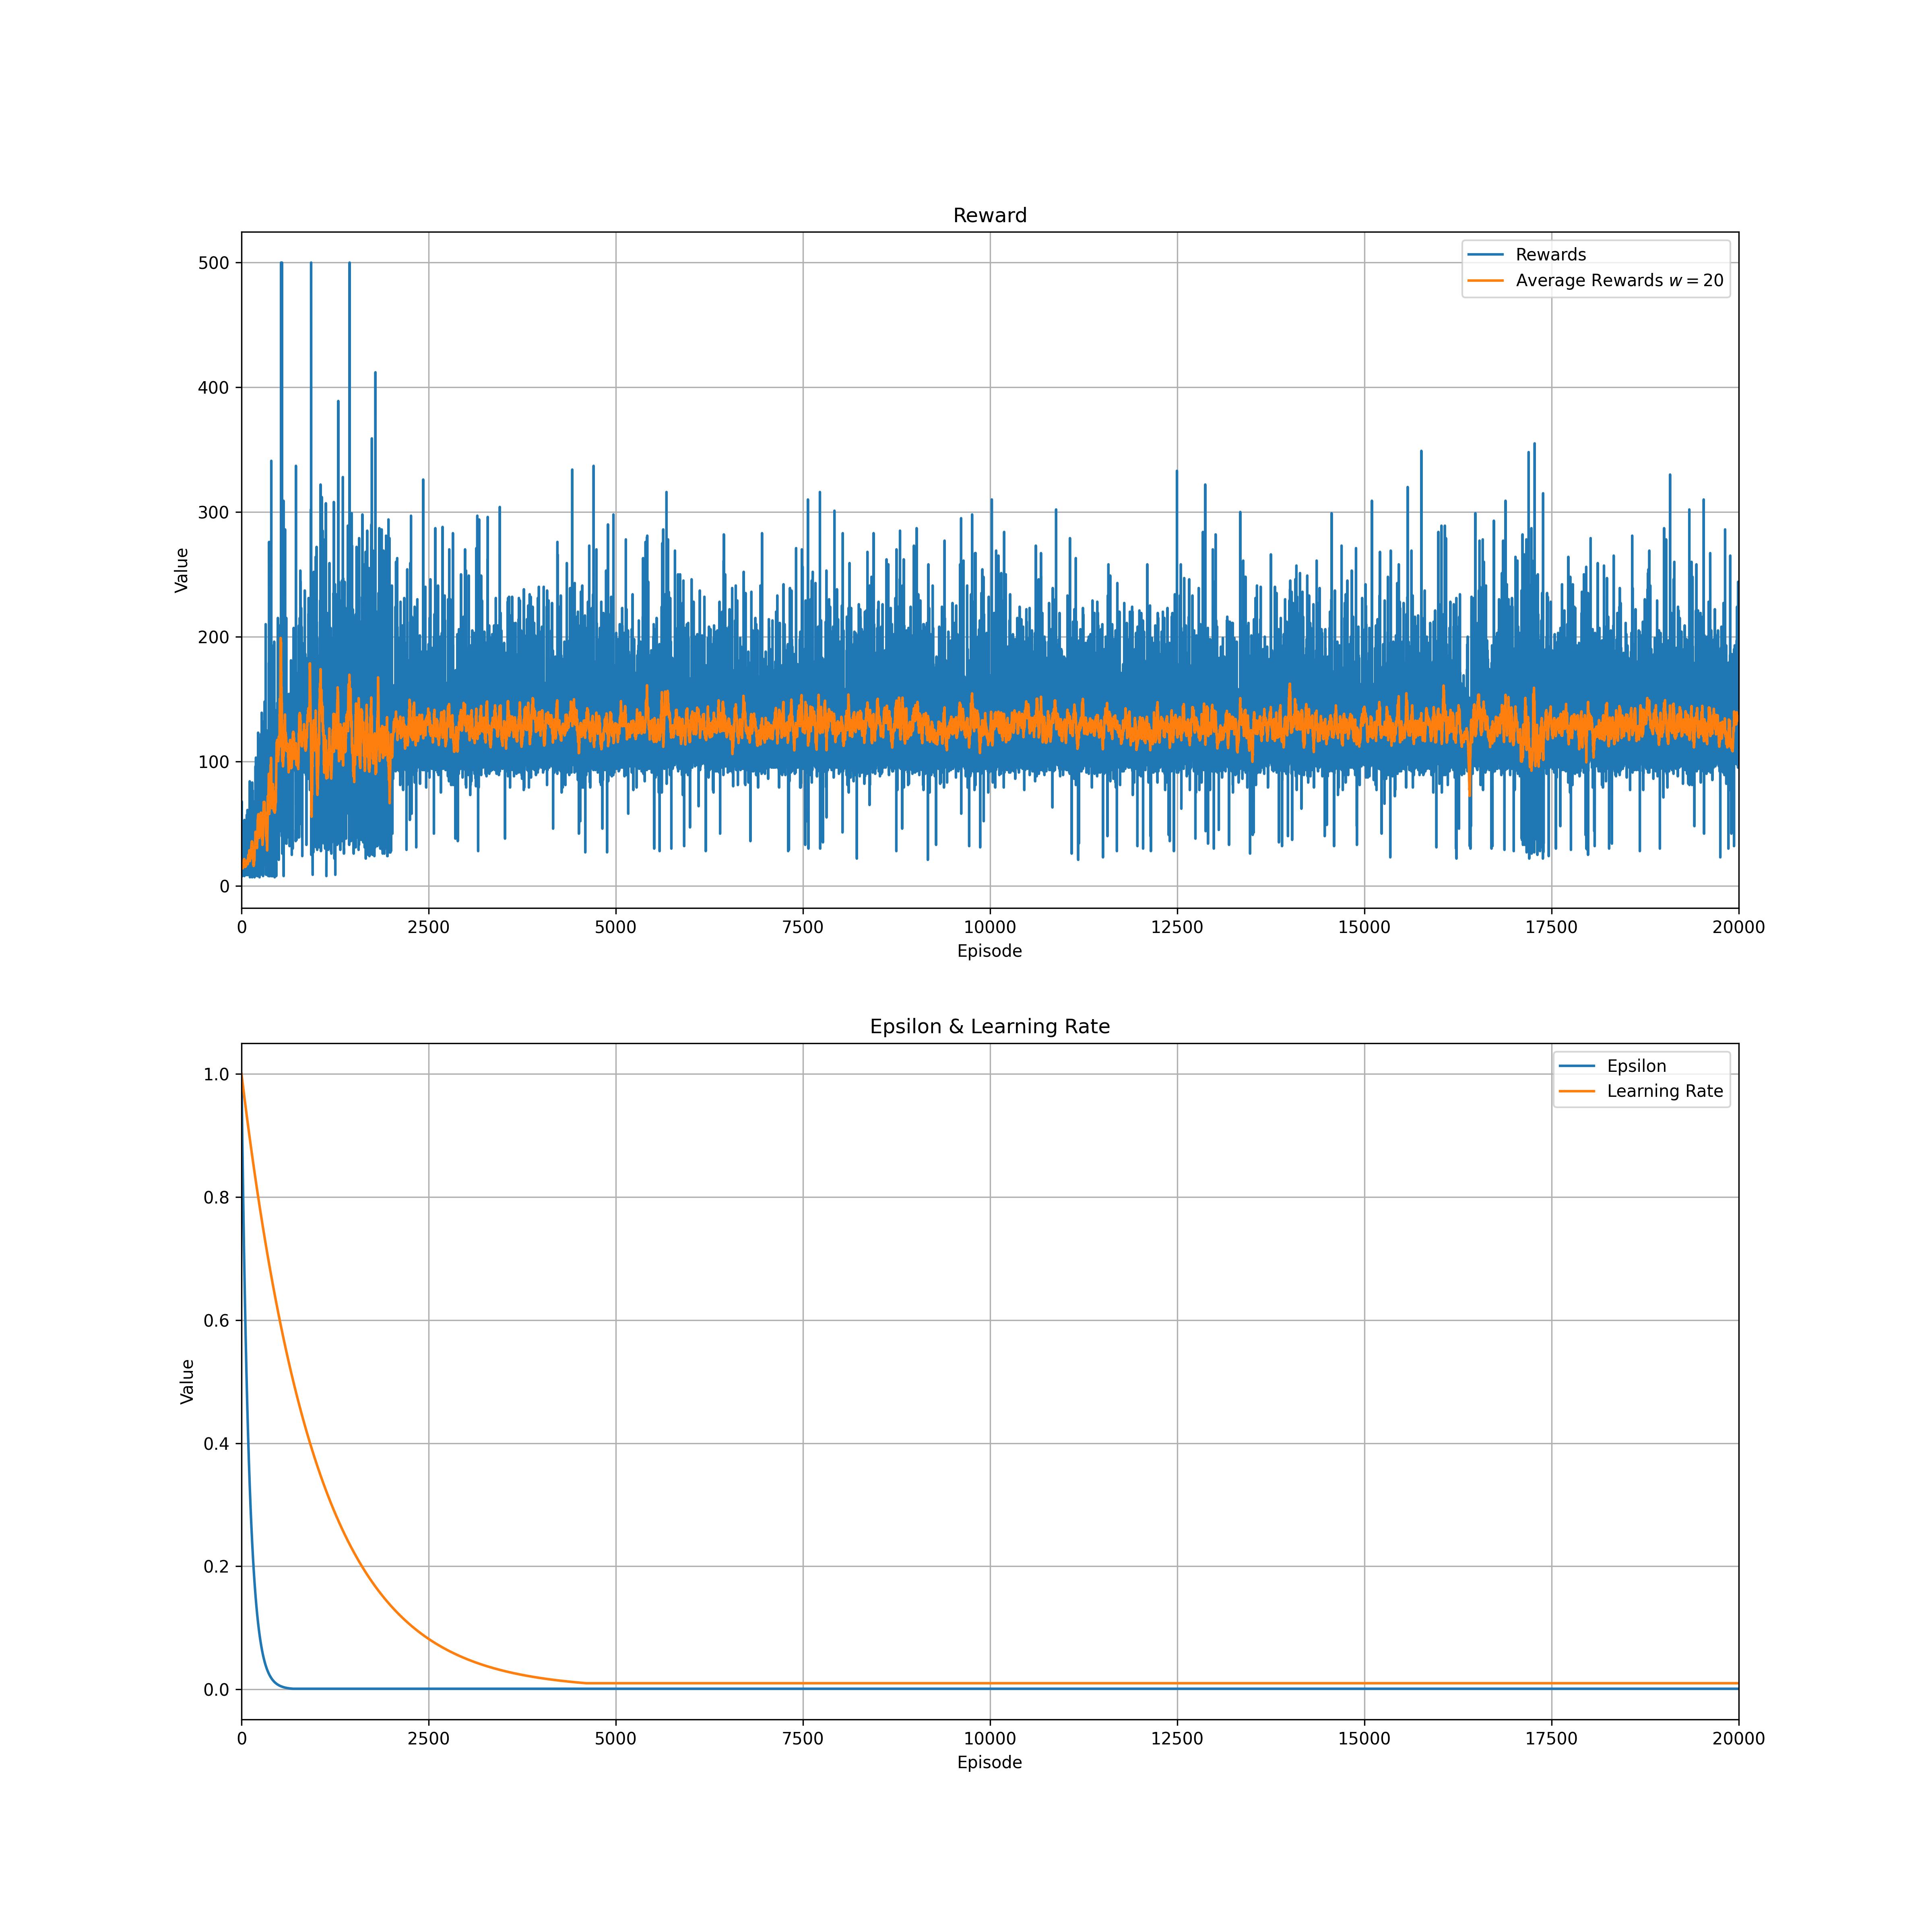 Reward
500
400
300
200
100
0
Value
Rewards
Average Rewards w = 20
0 2500 5000 7500 10000 12500 15000 17500 20000
Episode
Epsilon & Learning Rate
1.0
0.8
0.6
0.4
0.2
0.0
Value
Epsilon
Learning Rate
0 2500 5000 7500 10000 12500 15000 17500 20000
Episode